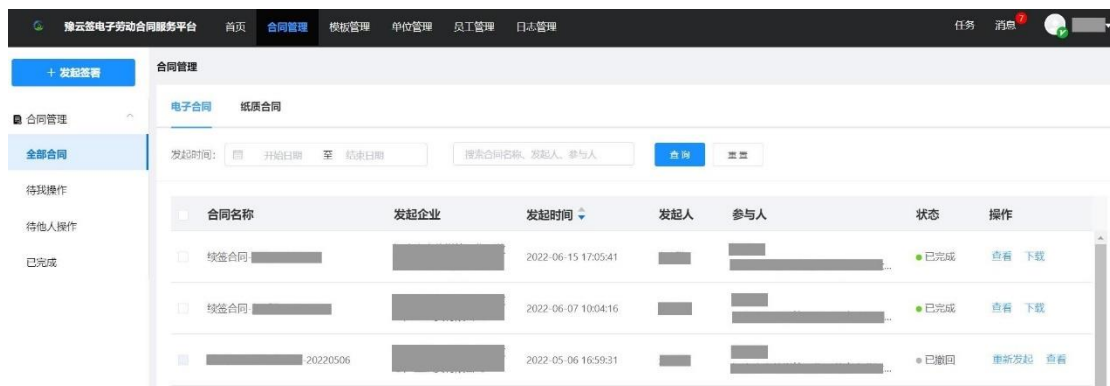 豫云签电子劳动合同服务平台 首页 合同管理 模板管理 单位管理 员工管理 日志管理 任务 消息 7
+ 发起签署
合同管理
合同管理
电子合同 纸质合同
全部合同
发起时间: 开始日期 至 结束日期 搜索合同名称、发起人、参与人 查询 重置
待我操作
待他人操作
已完成
合同名称 发起企业 发起时间 发起人 参与人 状态 操作
续签合同- 2022-06-15 17:05:41 ... 已完成 查看 下载
续签合同- 2022-06-07 10:04:16 ... 已完成 查看 下载
-20220506 2022-05-06 16:59:31 ... 已撤回 重新发起 查看